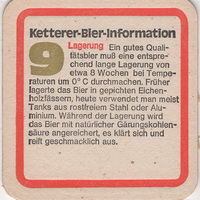 Ketterer-Bier-Information
9
Lagerung Ein gutes Quali-
tätsbier muß eine entspre-
chend lange Lagerung von
etwa 8 Wochen bei Tempe-
raturen um 0° C durchmachen. Früher
lagerte das Bier in gepichten Eichen-
holzfässern, heute verwendet man meist
Tanks aus rostfreiem Stahl oder Alu-
minium. Während der Lagerung wird
das Bier mit natürlicher Gärungskohlen-
säure angereichert, es klärt sich und
reift geschmacklich aus.